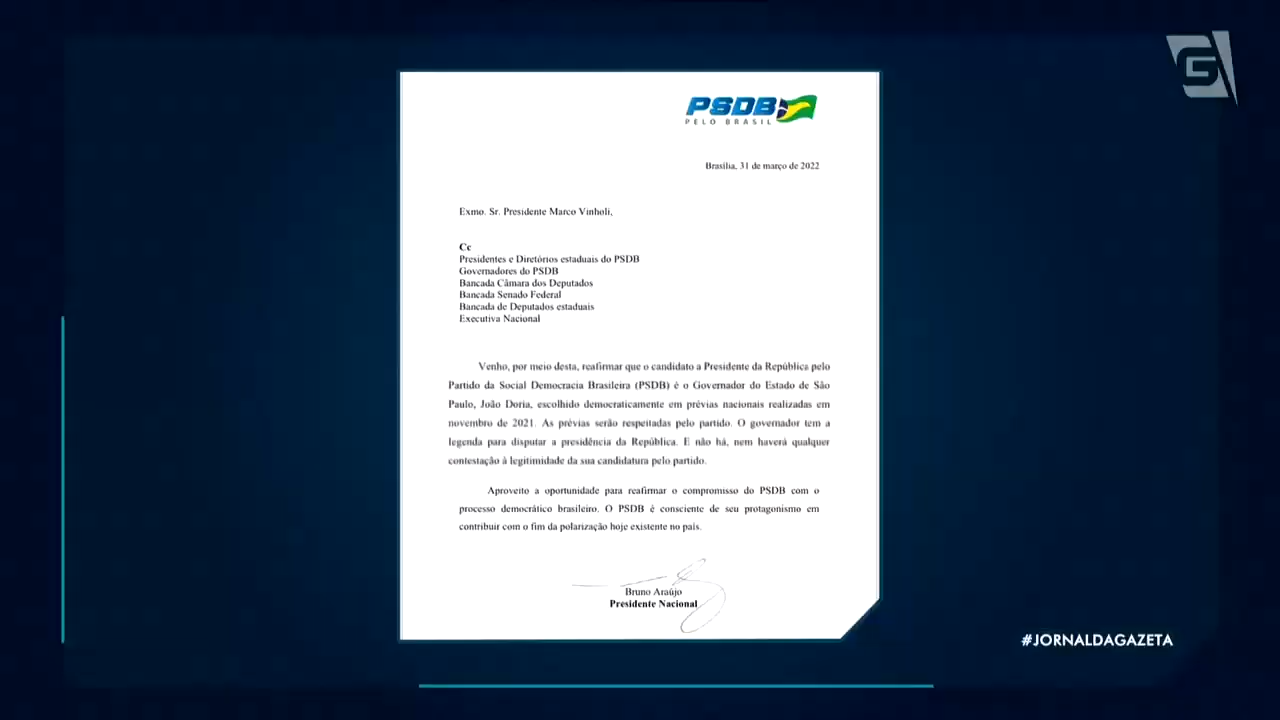 G
PSDB
PELO BRASIL
Brasília, 31 de março de 2022
Exmo. Sr. Presidente Marco Vinholi,
Cc
Presidentes e Diretórios estaduais do PSDB
Governadores do PSDB
Bancada Câmara dos Deputados
Bancada Senado Federal
Bancada de Deputados estaduais
Executiva Nacional
Venho, por meio desta, reafirmar que o candidato a Presidente da República pelo
Partido da Social Democracia Brasileira (PSDB) é o Governador do Estado de São
Paulo, João Doria, escolhido democraticamente em prévias nacionais realizadas em
novembro de 2021. As prévias serão respeitadas pelo partido. O governador tem a
legenda para disputar a presidência da República. E não há, nem haverá qualquer
contestação à legitimidade da sua candidatura pelo partido.
Aproveito a oportunidade para reafirmar o compromisso do PSDB com o
processo democrático brasileiro. O PSDB é consciente de seu protagonismo em
contribuir com o fim da polarização hoje existente no país.
Bruno Araújo
Presidente Nacional
#JORNALDAGAZETA